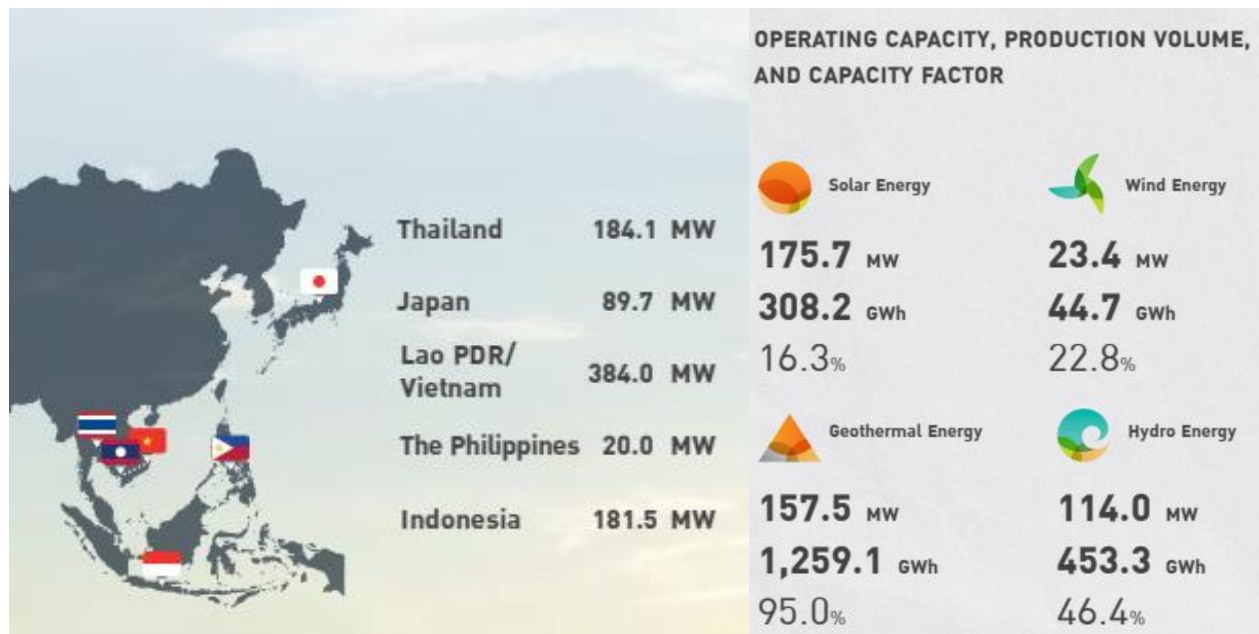 Thailand 184.1 MW
Japan 89.7 MW
Lao PDR/
Vietnam 384.0 MW
The Philippines 20.0 MW
Indonesia 181.5 MW
OPERATING CAPACITY, PRODUCTION VOLUME,
AND CAPACITY FACTOR
Solar Energy
175.7 MW
308.2 GWh
16.3%
Wind Energy
23.4 MW
44.7 GWh
22.8%
Geothermal Energy
157.5 MW
1,259.1 GWh
95.0%
Hydro Energy
114.0 MW
453.3 GWh
46.4%